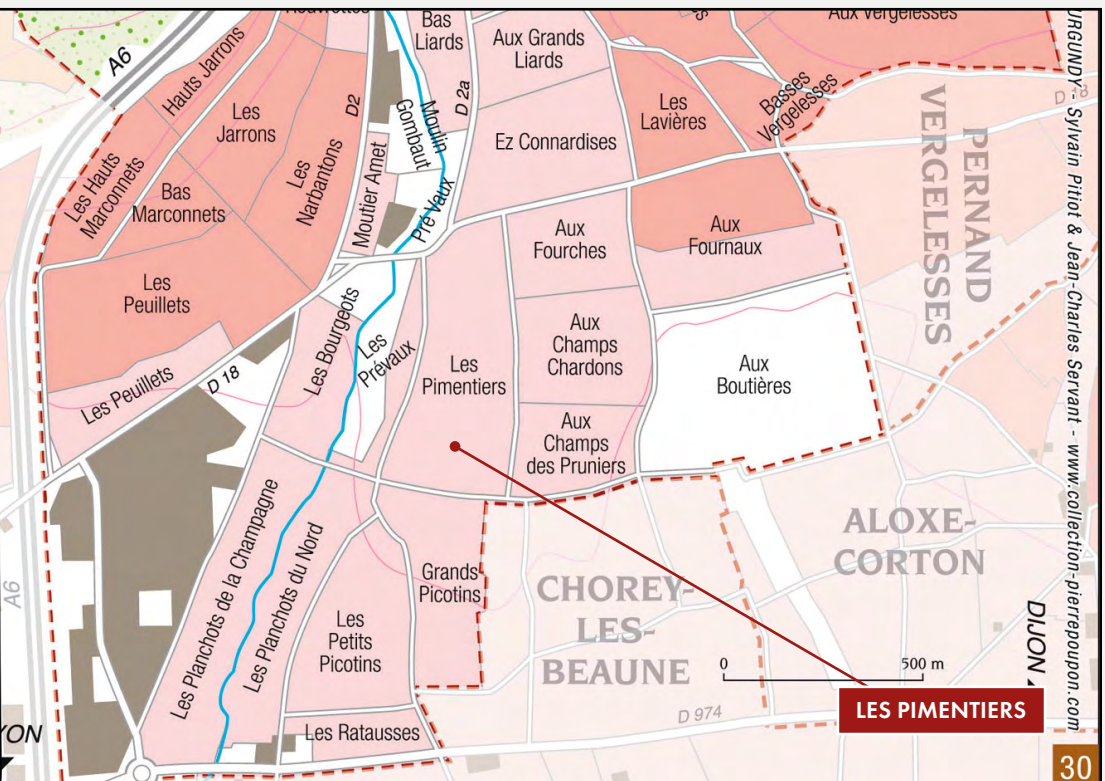 A6
Hauts Jarrons
Les
Jarrons
D2
Bas
Liards
D 2a
Aux Grands
Liards
Aux Vergelesses
Basses
Vergelesses
Les
Lavières
D 18
Les Hauts
Marconnets
Bas
Marconnets
Les
Narbantons
Moutier Amet
Moulin
Gombaut
Pré Vaux
Ez Connardises
PERNAND
VERGELESSES
Les
Peuillets
Aux
Fourches
Aux
Fournaux
Les Bourgeots
Les
Prévaux
Les
Pimentiers
Aux
Champs
Chardons
Aux
Boutières
Les Peuillets
D 18
Aux
Champs
des Pruniers
A6
Les Planchots de la Champagne
Les Planchots du Nord
Grands
Picotins
Les
Petits
Picotins
Les Ratausses
CHOREY-
LES-
BEAUNE
ALOXE-
CORTON
0 500 m
D 974
DIJON
LES PIMENTIERS
YON
URGUNDY - Sylvain Pitiot & Jean-Charles Servant - www.collection-pierrepoupon.com
30